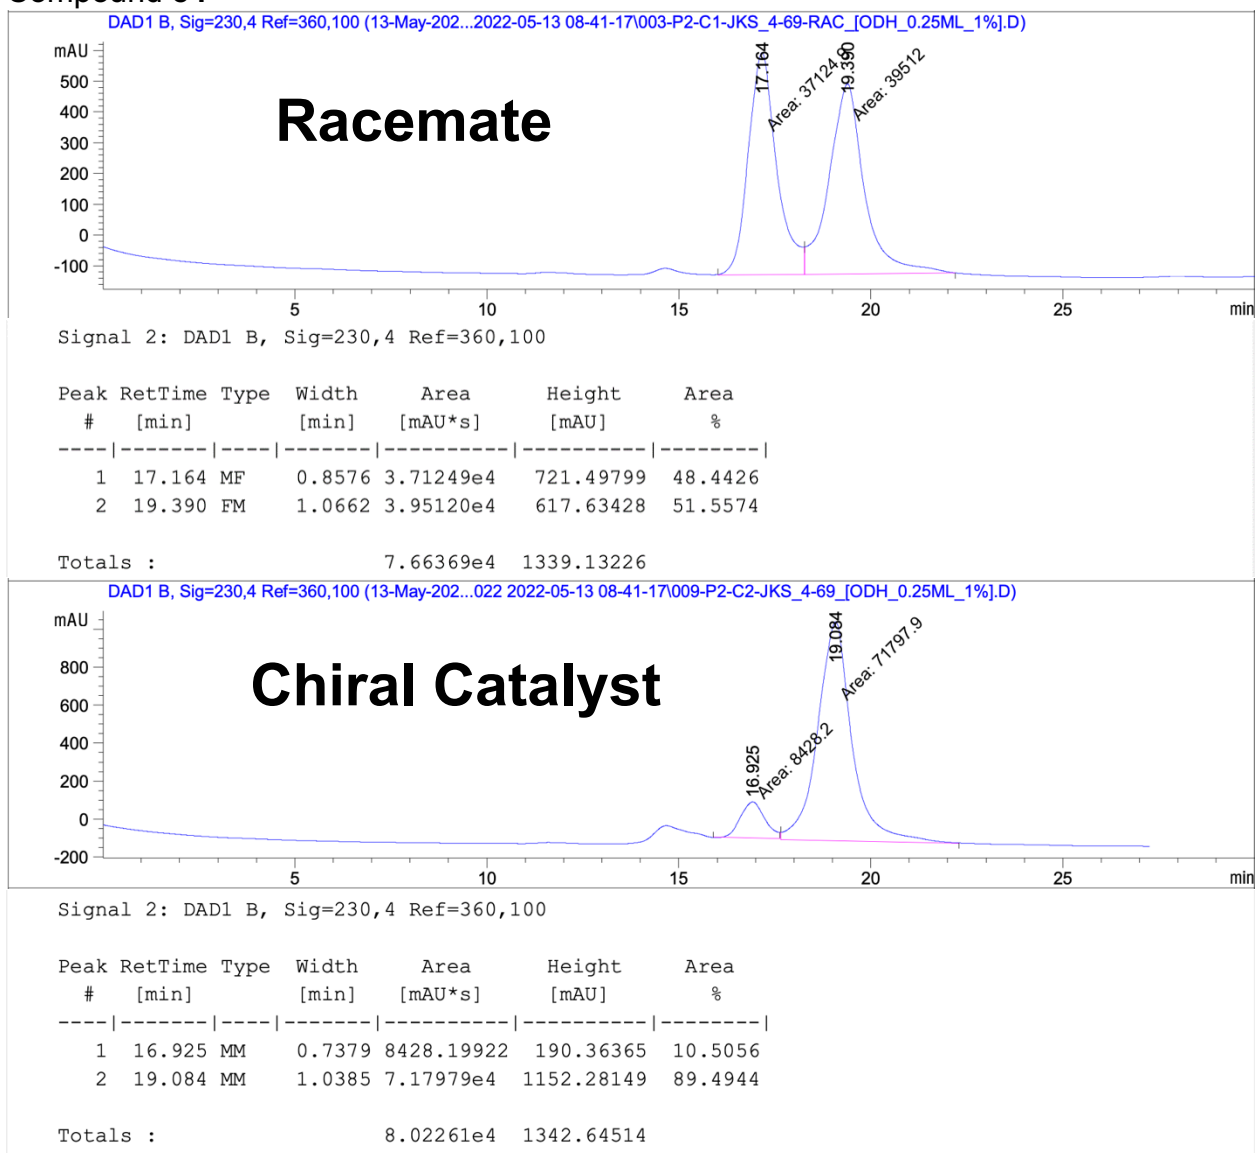 DAD1 B, Sig=230,4 Ref=360,100 (13-May-202...2022-05-13 08-41-17\003-P2-C1-JKS_4-69-RAC_[ODH_0.25ML_1%].D)
mAU
500
400
300
200
100
0
-100
Racemate
17.164
Area: 37124.9
19.390
Area: 39512
5 10 15 20 25 min
Signal 2: DAD1 B, Sig=230,4 Ref=360,100
Peak RetTime Type Width Area Height Area
# [min] [min] [mAU*s] [mAU] %
----|-------|----|-------|----------|----------|--------|
1 17.164 MF 0.8576 3.71249e4 721.49799 48.4426
2 19.390 FM 1.0662 3.95120e4 617.63428 51.5574
Totals : 7.66369e4 1339.13226
DAD1 B, Sig=230,4 Ref=360,100 (13-May-202...022 2022-05-13 08-41-17\009-P2-C2-JKS_4-69_[ODH_0.25ML_1%].D)
mAU
800
600
400
200
0
-200
Chiral Catalyst
16.925
Area: 8428.2
19.084
Area: 71797.9
5 10 15 20 25 min
Signal 2: DAD1 B, Sig=230,4 Ref=360,100
Peak RetTime Type Width Area Height Area
# [min] [min] [mAU*s] [mAU] %
----|-------|----|-------|----------|----------|--------|
1 16.925 MM 0.7379 8428.19922 190.36365 10.5056
2 19.084 MM 1.0385 7.17979e4 1152.28149 89.4944
Totals : 8.02261e4 1342.64514